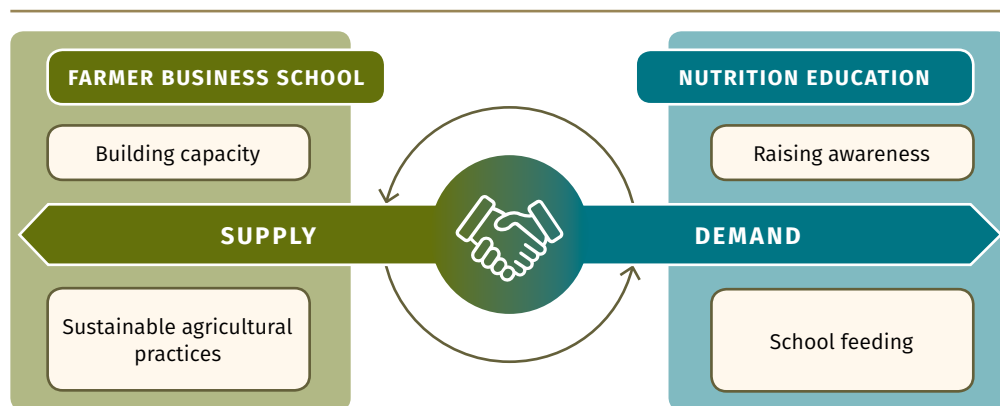 FARMER BUSINESS SCHOOL
NUTRITION EDUCATION
Building capacity
Raising awareness
SUPPLY
DEMAND
Sustainable agricultural
practices
School feeding